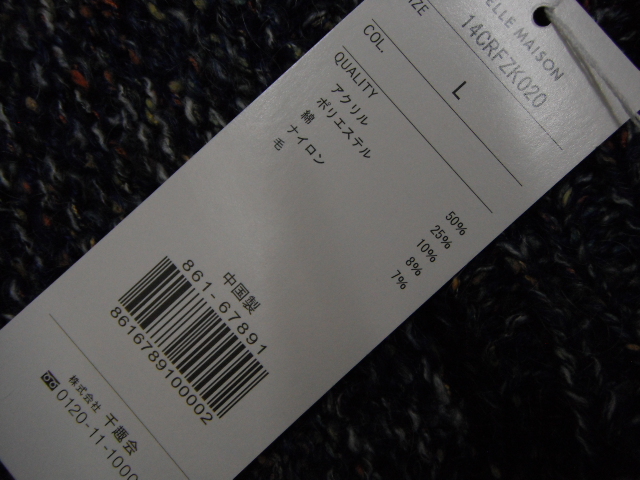 ELLE MAISON
14CRFZK020
SIZE L
COL.
QUALITY
アクリル 50%
ポリエステル 25%
綿 10%
ナイロン 8%
毛 7%
中国製
861-67891
8616789100002
株式会社 千趣会
0120-11-1000